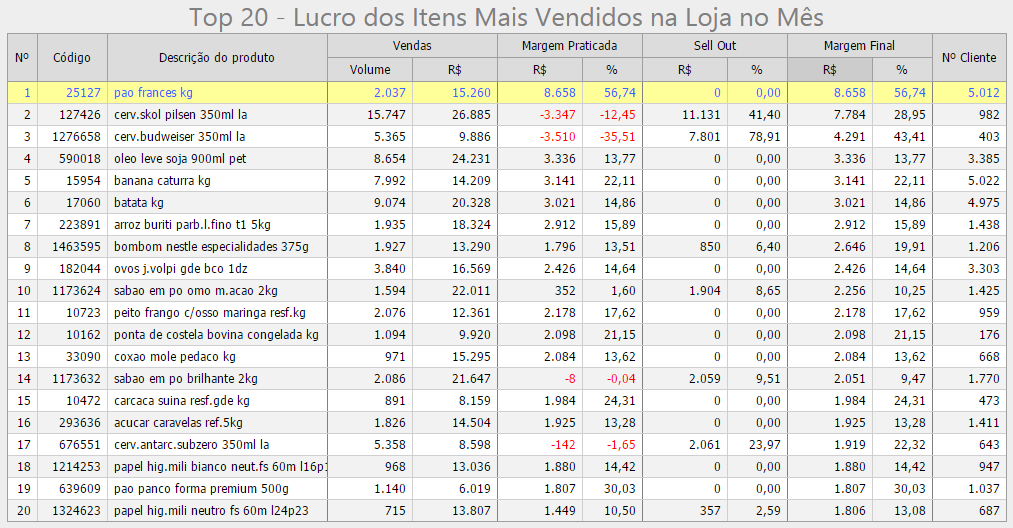 Top 20 - Lucro dos Itens Mais Vendidos na Loja no Mês
Nº Código Descrição do produto Vendas Margem Praticada Sell Out Margem Final Nº Cliente
Volume R$ R$ % R$ % R$ %
1 25127 pao frances kg 2.037 15.260 8.658 56,74 0 0,00 8.658 56,74 5.012
2 127426 cerv.skol pilsen 350ml la 15.747 26.885 -3.347 -12,45 11.131 41,40 7.784 28,95 982
3 1276658 cerv.budweiser 350ml la 5.365 9.886 -3.510 -35,51 7.801 78,91 4.291 43,41 403
4 590018 oleo leve soja 900ml pet 8.654 24.231 3.336 13,77 0 0,00 3.336 13,77 3.385
5 15954 banana caturra kg 7.992 14.209 3.141 22,11 0 0,00 3.141 22,11 5.022
6 17060 batata kg 9.074 20.328 3.021 14,86 0 0,00 3.021 14,86 4.975
7 223891 arroz buriti parb.l.fino t1 5kg 1.935 18.324 2.912 15,89 0 0,00 2.912 15,89 1.438
8 1463595 bombom nestle especialidades 375g 1.927 13.290 1.796 13,51 850 6,40 2.646 19,91 1.206
9 182044 ovos j.volpi gde bco 1dz 3.840 16.569 2.426 14,64 0 0,00 2.426 14,64 3.303
10 1173624 sabao em po omo m.acao 2kg 1.594 22.011 352 1,60 1.904 8,65 2.256 10,25 1.425
11 10723 peito frango c/osso maringa resf.kg 2.076 12.361 2.178 17,62 0 0,00 2.178 17,62 959
12 10162 ponta de costela bovina congelada kg 1.094 9.920 2.098 21,15 0 0,00 2.098 21,15 176
13 33090 coxao mole pedaco kg 971 15.295 2.084 13,62 0 0,00 2.084 13,62 668
14 1173632 sabao em po brilhante 2kg 2.086 21.647 -8 -0,04 2.059 9,51 2.051 9,47 1.770
15 10472 carcaca suina resf.gde kg 891 8.159 1.984 24,31 0 0,00 1.984 24,31 473
16 293636 acucar caravelas ref.5kg 1.826 14.504 1.925 13,28 0 0,00 1.925 13,28 1.411
17 676551 cerv.antarc.subzero 350ml la 5.358 8.598 -142 -1,65 2.061 23,97 1.919 22,32 643
18 1214253 papel hig.mili bianco neut.fs 60m l16p1 968 13.036 1.880 14,42 0 0,00 1.880 14,42 947
19 639609 pao panco forma premium 500g 1.140 6.019 1.807 30,03 0 0,00 1.807 30,03 1.037
20 1324623 papel hig.mili neutro fs 60m l24p23 715 13.807 1.449 10,50 357 2,59 1.806 13,08 687